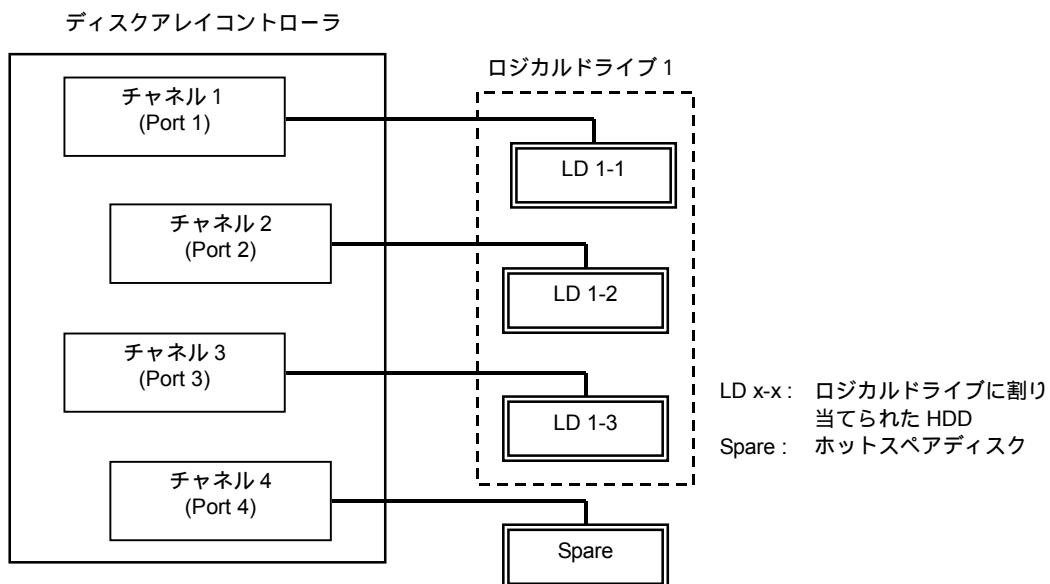 ディスクアレイコントローラ
ロジカルドライブ 1
チャネル 1
(Port 1)
LD 1-1
チャネル 2
(Port 2)
LD 1-2
チャネル 3
(Port 3)
LD 1-3
チャネル 4
(Port 4)
Spare
LD x-x : ロジカルドライブに割り
当てられた HDD
Spare : ホットスペアディスク